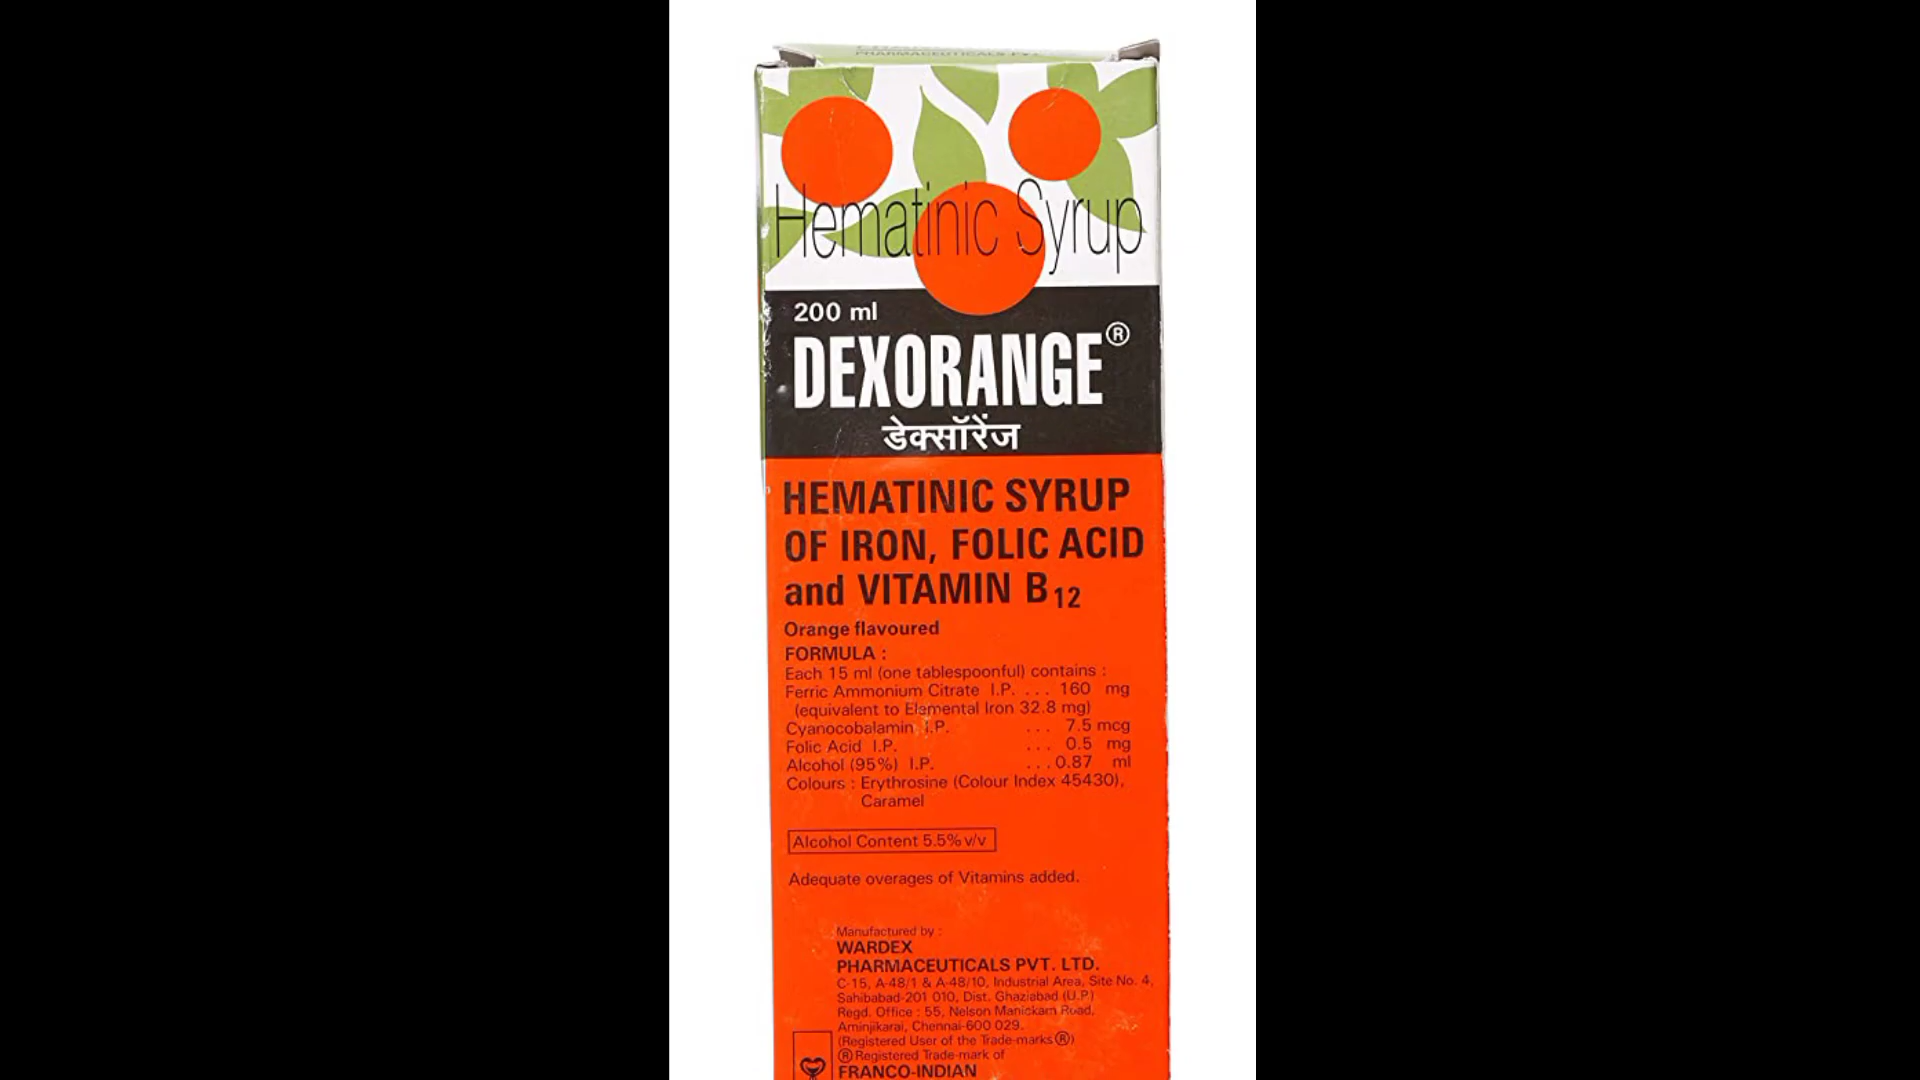 PHARMACEUTICALS PVT.
Hematinic Syrup
200 ml
DEXORANGE®
डेक्सॉरेंज
HEMATINIC SYRUP
OF IRON, FOLIC ACID
and VITAMIN B12
Orange flavoured
FORMULA :
Each 15 ml (one tablespoonful) contains :
Ferric Ammonium Citrate I.P. ... 160 mg
(equivalent to Elemental Iron 32.8 mg)
Cyanocobalamin I.P. ... 7.5 mcg
Folic Acid I.P. ... 0.5 mg
Alcohol (95%) I.P. ...0.87 ml
Colours : Erythrosine (Colour Index 45430),
Caramel
Alcohol Content 5.5% v/v
Adequate overages of Vitamins added.
Manufactured by :
WARDEX
PHARMACEUTICALS PVT. LTD.
C-15, A-48/1 & A-48/10, Industrial Area, Site No. 4,
Sahibabad-201 010, Dist. Ghaziabad (U.P.)
Regd. Office : 55, Nelson Manickam Road,
Aminjikarai, Chennai-600 029.
(Registered User of the Trade-marks ®)
® Registered Trade-mark of
FRANCO-INDIAN